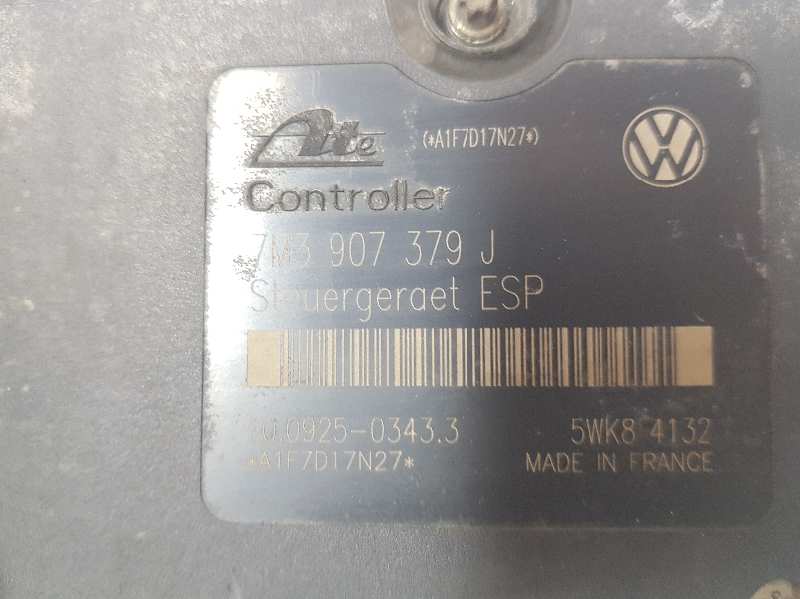 Ate (*A1F7D17N27*)
Controller
7M3 907 379 J
Steuergeraet ESP
10.0925-0343.3 5WK8 4132
*A1F7D17N27* MADE IN FRANCE